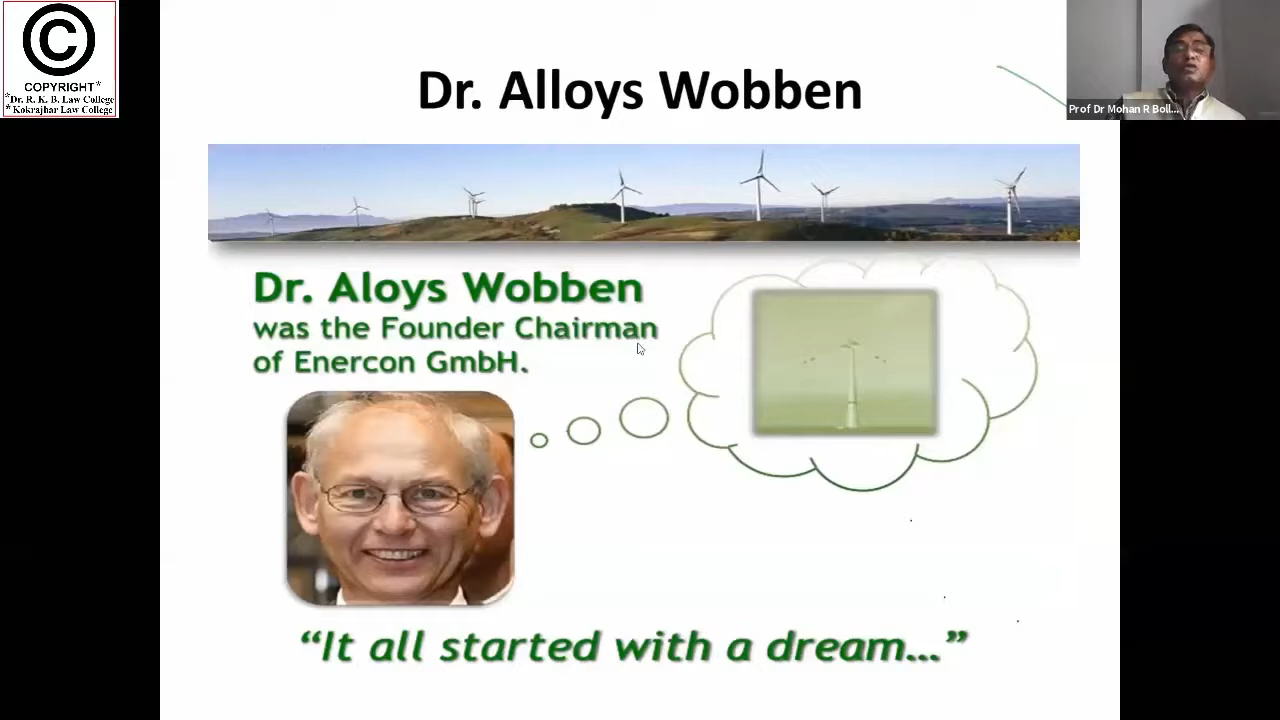 COPYRIGHT*
*Dr. R. K. B. Law College
*Kokrajhar Law College
Dr. Alloys Wobben
Prof Dr Mohan R Boll...
Dr. Aloys Wobben
was the Founder Chairman
of Enercon GmbH.
“It all started with a dream...”